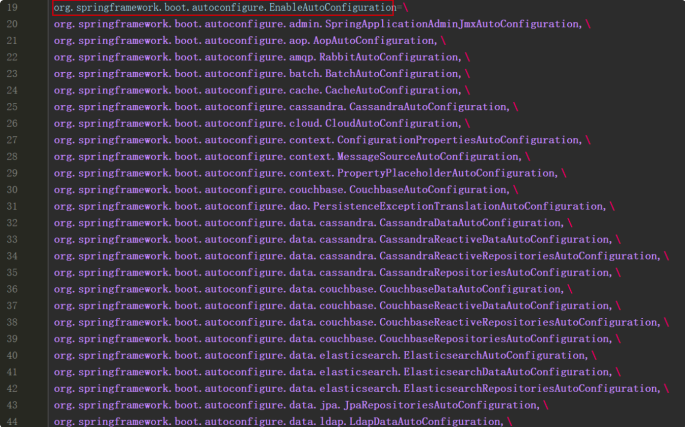 19 org.springframework.boot.autoconfigure.EnableAutoConfiguration=\
20 org.springframework.boot.autoconfigure.admin.SpringApplicationAdminJmxAutoConfiguration,\
21 org.springframework.boot.autoconfigure.aop.AopAutoConfiguration,\
22 org.springframework.boot.autoconfigure.amqp.RabbitAutoConfiguration,\
23 org.springframework.boot.autoconfigure.batch.BatchAutoConfiguration,\
24 org.springframework.boot.autoconfigure.cache.CacheAutoConfiguration,\
25 org.springframework.boot.autoconfigure.cassandra.CassandraAutoConfiguration,\
26 org.springframework.boot.autoconfigure.cloud.CloudAutoConfiguration,\
27 org.springframework.boot.autoconfigure.context.ConfigurationPropertiesAutoConfiguration,\
28 org.springframework.boot.autoconfigure.context.MessageSourceAutoConfiguration,\
29 org.springframework.boot.autoconfigure.context.PropertyPlaceholderAutoConfiguration,\
30 org.springframework.boot.autoconfigure.couchbase.CouchbaseAutoConfiguration,\
31 org.springframework.boot.autoconfigure.dao.PersistenceExceptionTranslationAutoConfiguration,\
32 org.springframework.boot.autoconfigure.data.cassandra.CassandraDataAutoConfiguration,\
33 org.springframework.boot.autoconfigure.data.cassandra.CassandraReactiveDataAutoConfiguration,\
34 org.springframework.boot.autoconfigure.data.cassandra.CassandraReactiveRepositoriesAutoConfiguration,\
35 org.springframework.boot.autoconfigure.data.cassandra.CassandraRepositoriesAutoConfiguration,\
36 org.springframework.boot.autoconfigure.data.couchbase.CouchbaseDataAutoConfiguration,\
37 org.springframework.boot.autoconfigure.data.couchbase.CouchbaseReactiveDataAutoConfiguration,\
38 org.springframework.boot.autoconfigure.data.couchbase.CouchbaseReactiveRepositoriesAutoConfiguration,\
39 org.springframework.boot.autoconfigure.data.couchbase.CouchbaseRepositoriesAutoConfiguration,\
40 org.springframework.boot.autoconfigure.data.elasticsearch.ElasticsearchAutoConfiguration,\
41 org.springframework.boot.autoconfigure.data.elasticsearch.ElasticsearchDataAutoConfiguration,\
42 org.springframework.boot.autoconfigure.data.elasticsearch.ElasticsearchRepositoriesAutoConfiguration,\
43 org.springframework.boot.autoconfigure.data.jpa.JpaRepositoriesAutoConfiguration,\
44 org.springframework.boot.autoconfigure.data.ldap.LdapDataAutoConfiguration,\